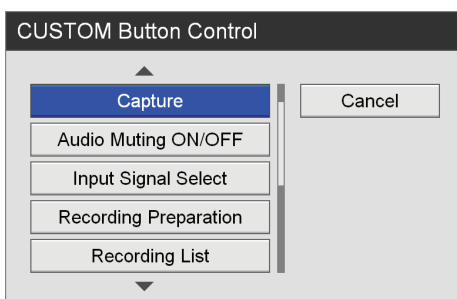 CUSTOM Button Control
Capture
Cancel
Audio Muting ON/OFF
Input Signal Select
Recording Preparation
Recording List